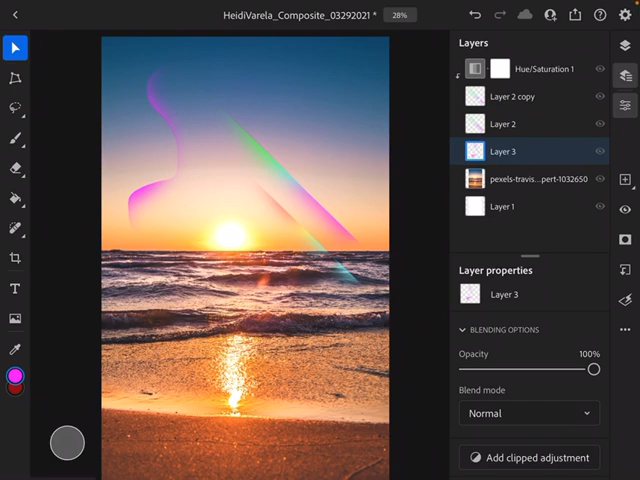 HeidiVarela_Composite_03292021 *
28%
Layers
Hue/Saturation 1
Layer 2 copy
Layer 2
Layer 3
pexels-travis...pert-1032650
Layer 1
Layer properties
Layer 3
BLENDING OPTIONS
Opacity
100%
Blend mode
Normal
Add clipped adjustment
T